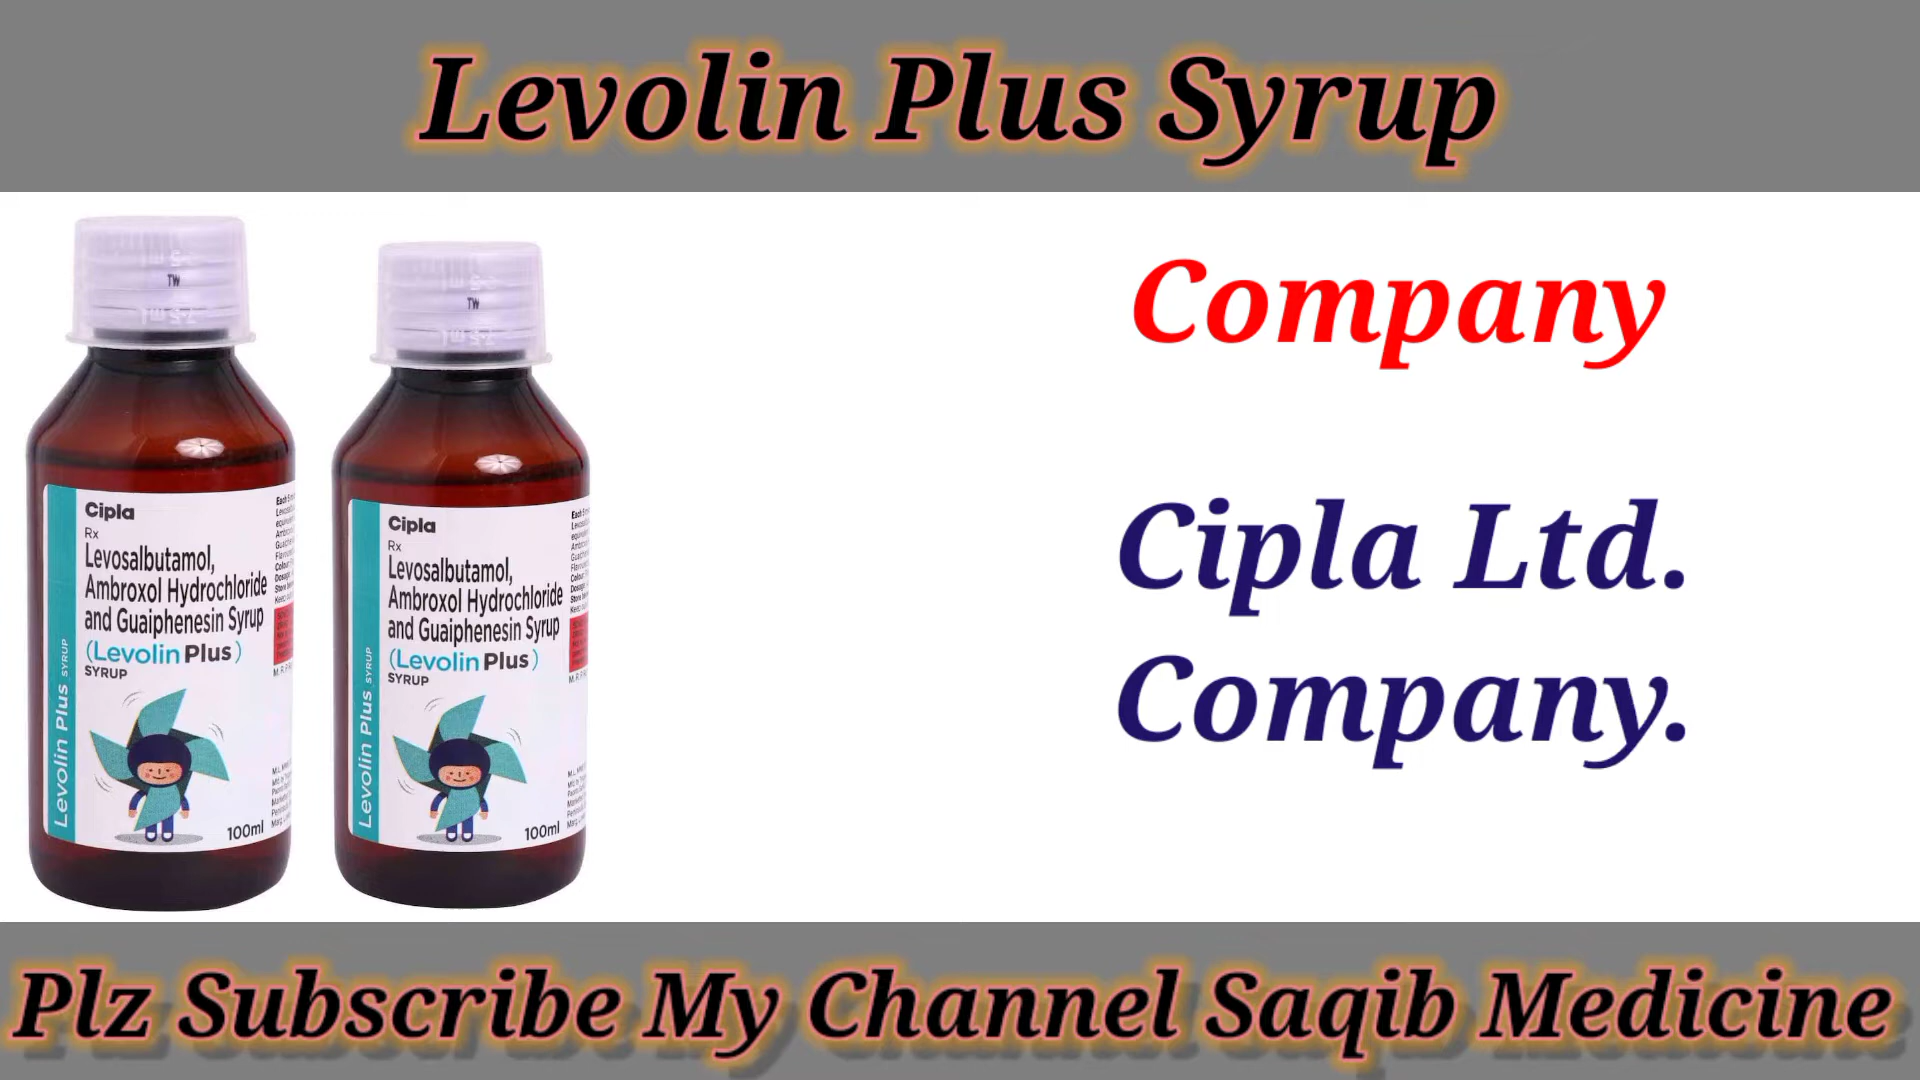 Levolin Plus Syrup
TW
TW
Company
Cipla Ltd.
Company.
Cipla
Rx
Levosalbutamol,
Ambroxol Hydrochloride
and Guaiphenesin Syrup
(Levolin Plus)
SYRUP
Levolin Plus SYRUP
100ml
Cipla
Rx
Levosalbutamol,
Ambroxol Hydrochloride
and Guaiphenesin Syrup
(Levolin Plus)
SYRUP
Levolin Plus SYRUP
100ml
Plz Subscribe My Channel Saqib Medicine